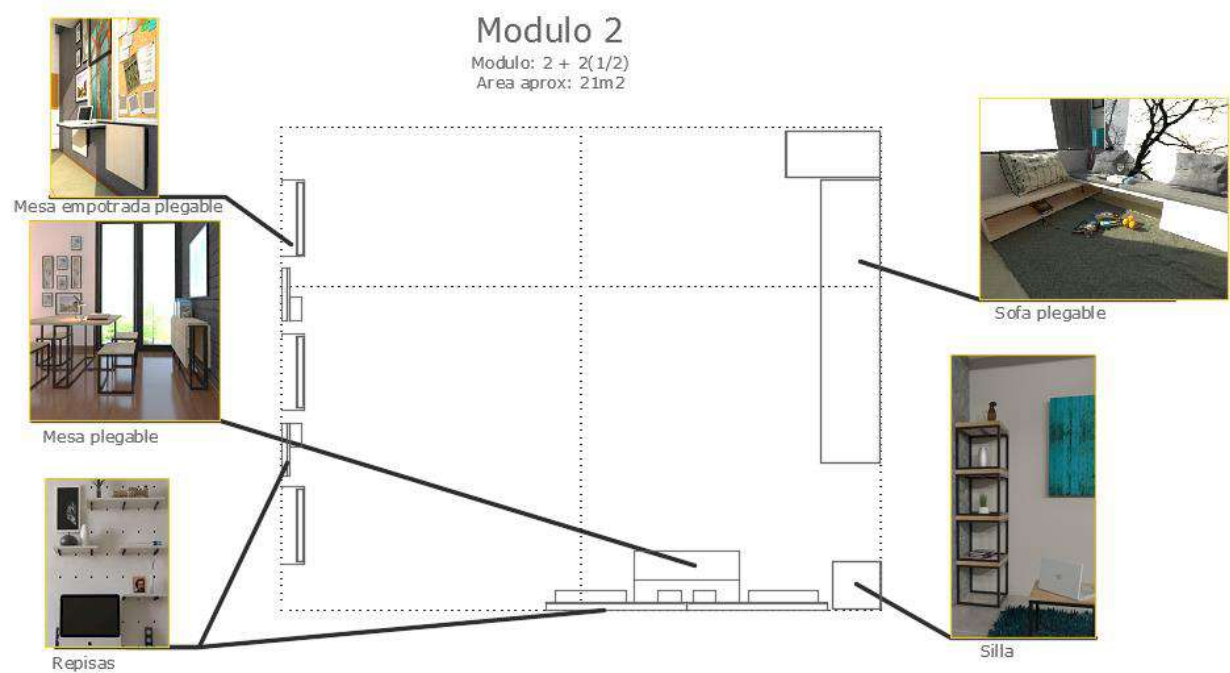 Modulo 2
Modulo: 2 + 2(1/2)
Area aprox: 21m2
Mesa empotrada plegable
Mesa plegable
Repisas
Sofa plegable
Silla